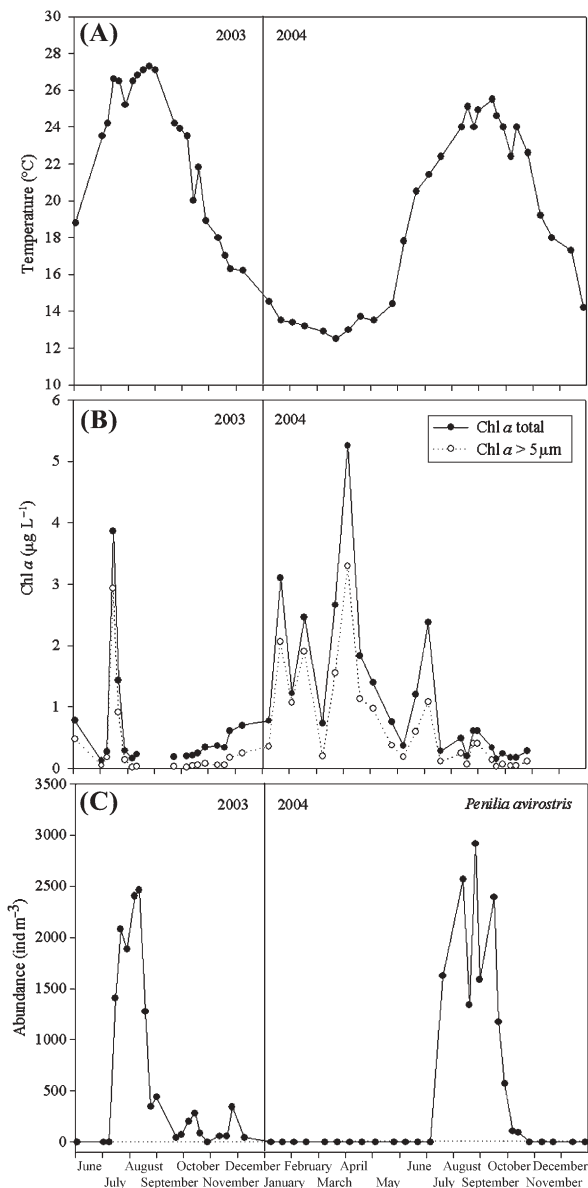 (A)
2003
2004
30
28
26
24
22
20
18
16
14
12
10
Temperature (°C)
(B)
2003
2004
Chl a total
Chl a > 5 µm
6
5
4
3
2
1
0
Chl a (µg L⁻¹)
(C)
2003
2004
Penilia avirostris
3500
3000
2500
2000
1500
1000
500
0
Abundance (ind m⁻³)
June August October December February April June August October December
July September November January March May July September November